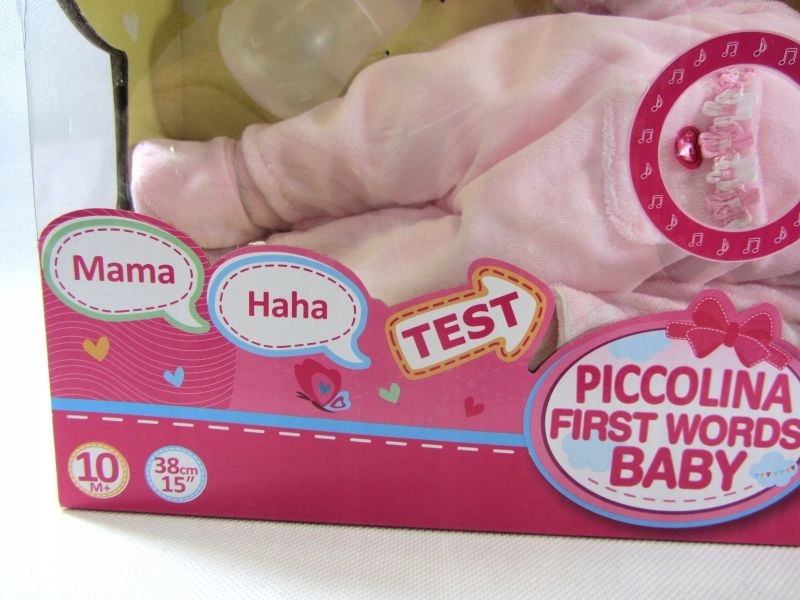 Mama
Haha
TEST
PICCOLINA
FIRST WORDS
BABY
10
M+
38cm
15"